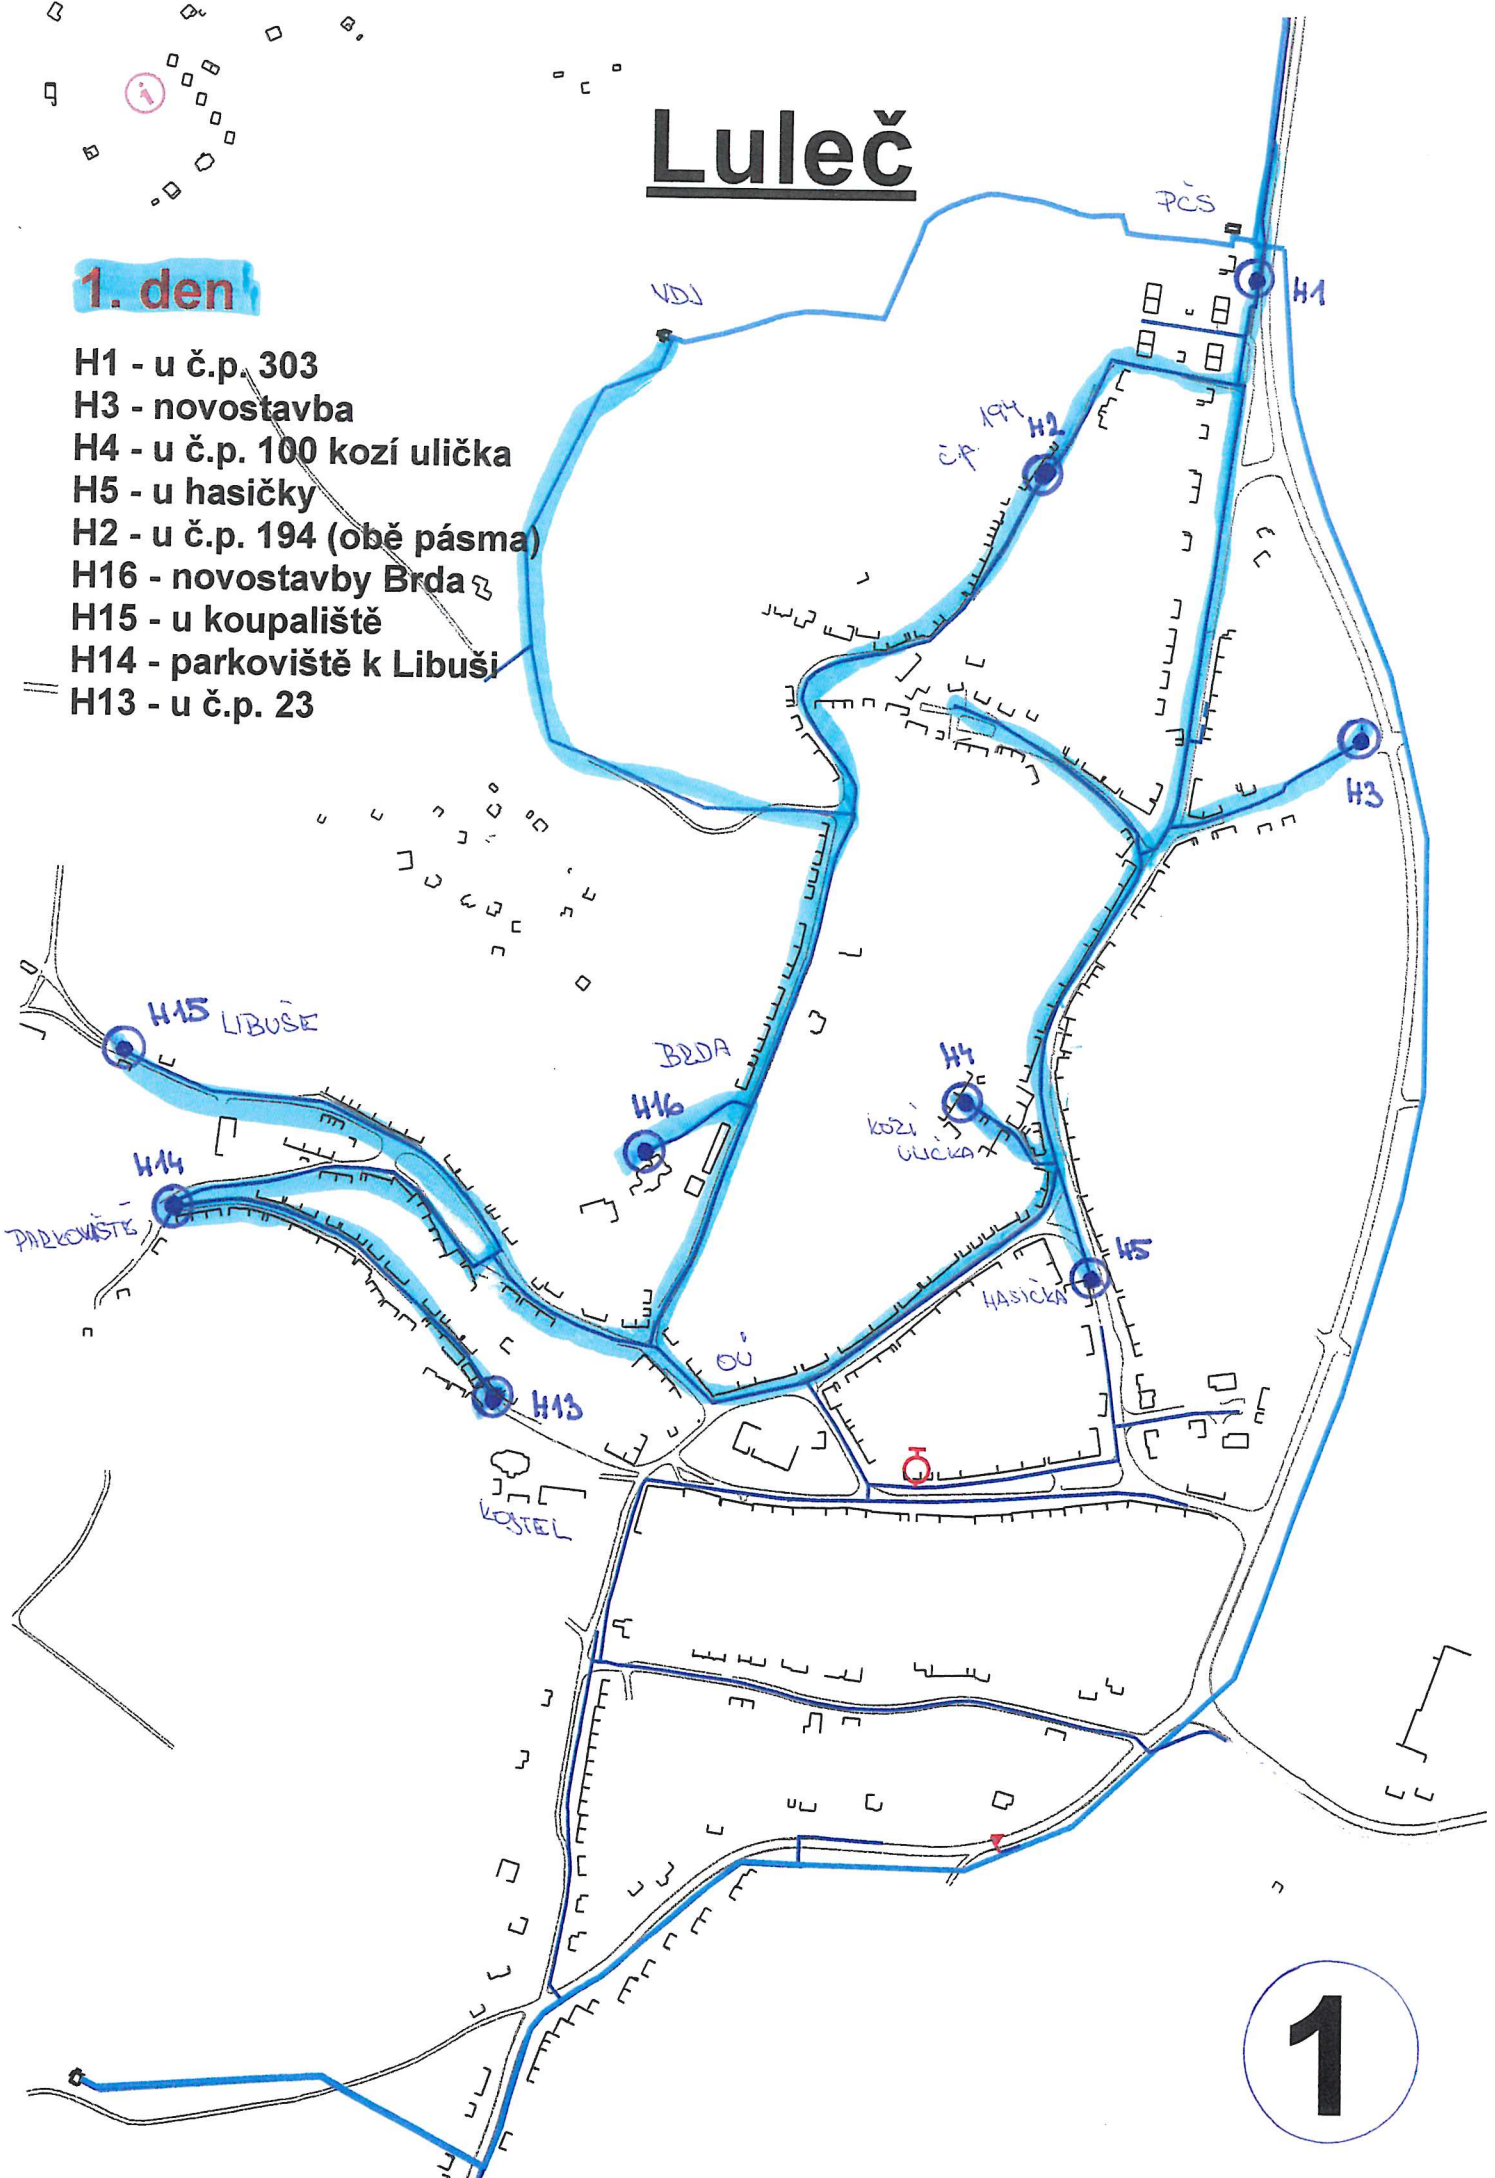 i
Luleč
PČS
1. den
VDJ
H1
H1 - u č.p. 303
H3 - novostavba
H4 - u č.p. 100 kozí ulička
H5 - u hasičky
H2 - u č.p. 194 (obě pásma)
H16 - novostavby Brda
H15 - u koupaliště
H14 - parkoviště k Libuši
H13 - u č.p. 23
č.p. 194
H2
H3
H15 LIBUŠE
BRDA
H16
H4
KOZÍ
ULIČKA
H14
PARKOVIŠTĚ
H5
HASIČKA
OÚ
H13
KOSTEL
1